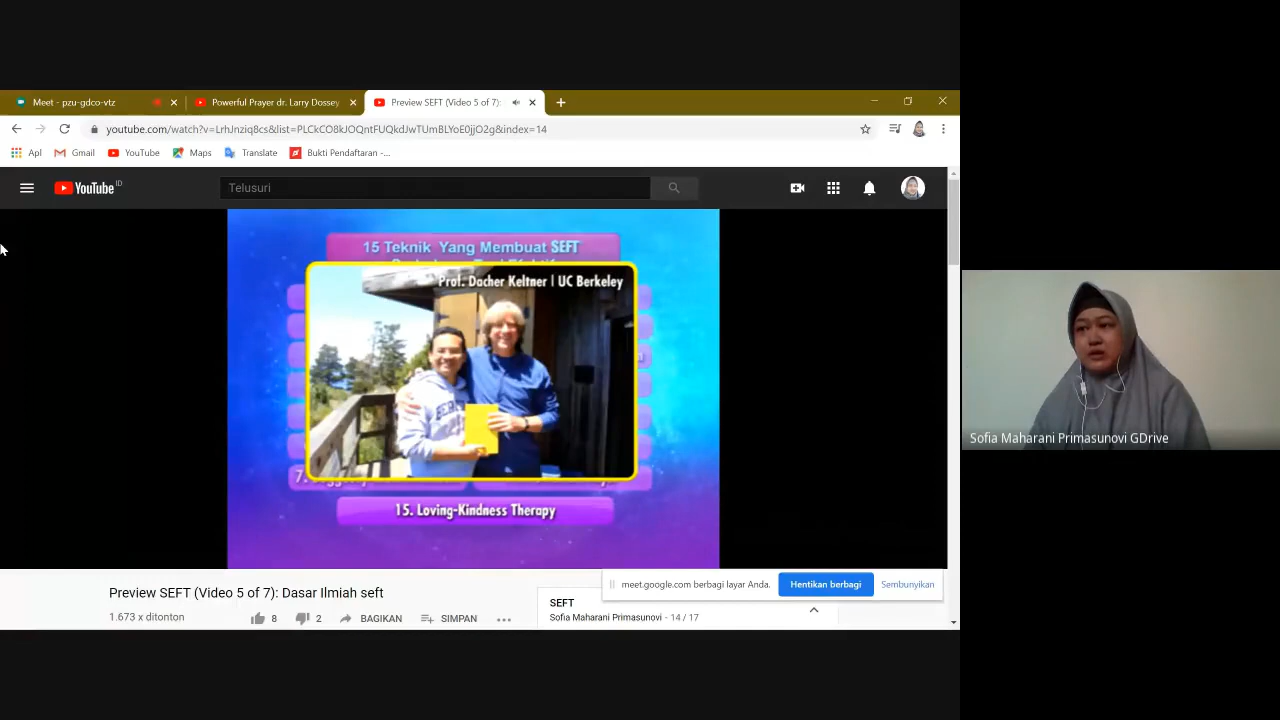 Meet - pzu-gdco-vtz
Powerful Prayer dr. Larry Dossey
Preview SEFT (Video 5 of 7):
youtube.com/watch?v=LrhJnziq8cs&list=PLCkCO8kJOQntFUQkdJwTUmBLYoE0jjO2g&index=14
Apl Gmail YouTube Maps Translate Bukti Pendaftaran -...
YouTube ID
Telusuri
15 Teknik Yang Membuat SEFT
Prof. Dacher Keltner | UC Berkeley
7.
15. Loving-Kindness Therapy
Sofia Maharani Primasunovi GDrive
meet.google.com berbagi layar Anda. Hentikan berbagi Sembunyikan
Preview SEFT (Video 5 of 7): Dasar Ilmiah seft
1.673 x ditonton
8 2 BAGIKAN SIMPAN
SEFT
Sofia Maharani Primasunovi - 14 / 17